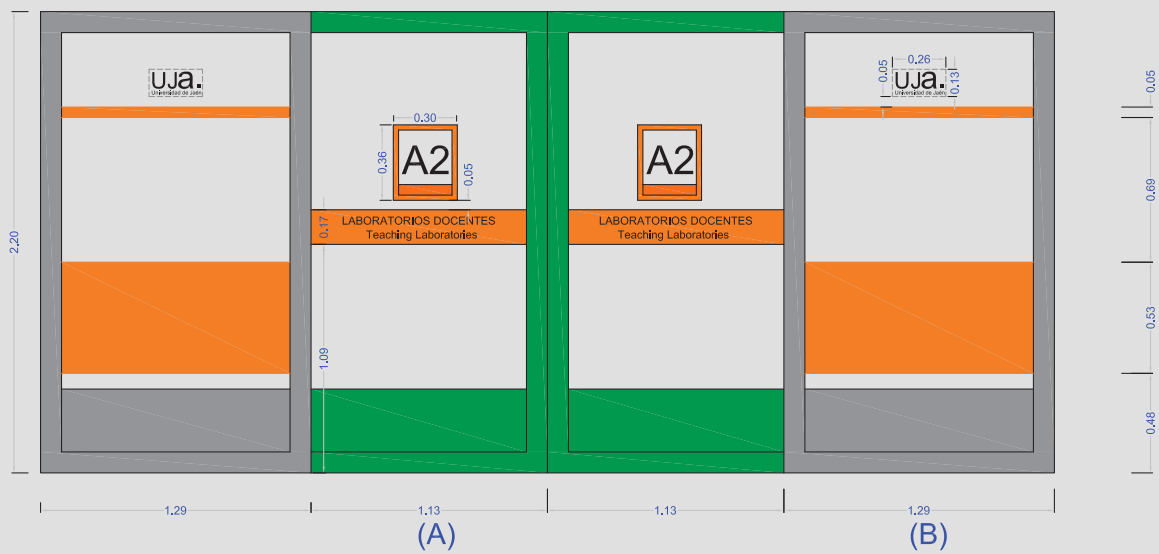 uja.
Universidad de Jaén
0.05
0.26
uja.
Universidad de Jaén
0.13
0.05
0.30
0.36
A2
0.05
A2
0.69
0.17
LABORATORIOS DOCENTES
Teaching Laboratories
LABORATORIOS DOCENTES
Teaching Laboratories
2.20
0.53
1.09
0.48
1.29
1.13
1.13
1.29
(A)
(B)